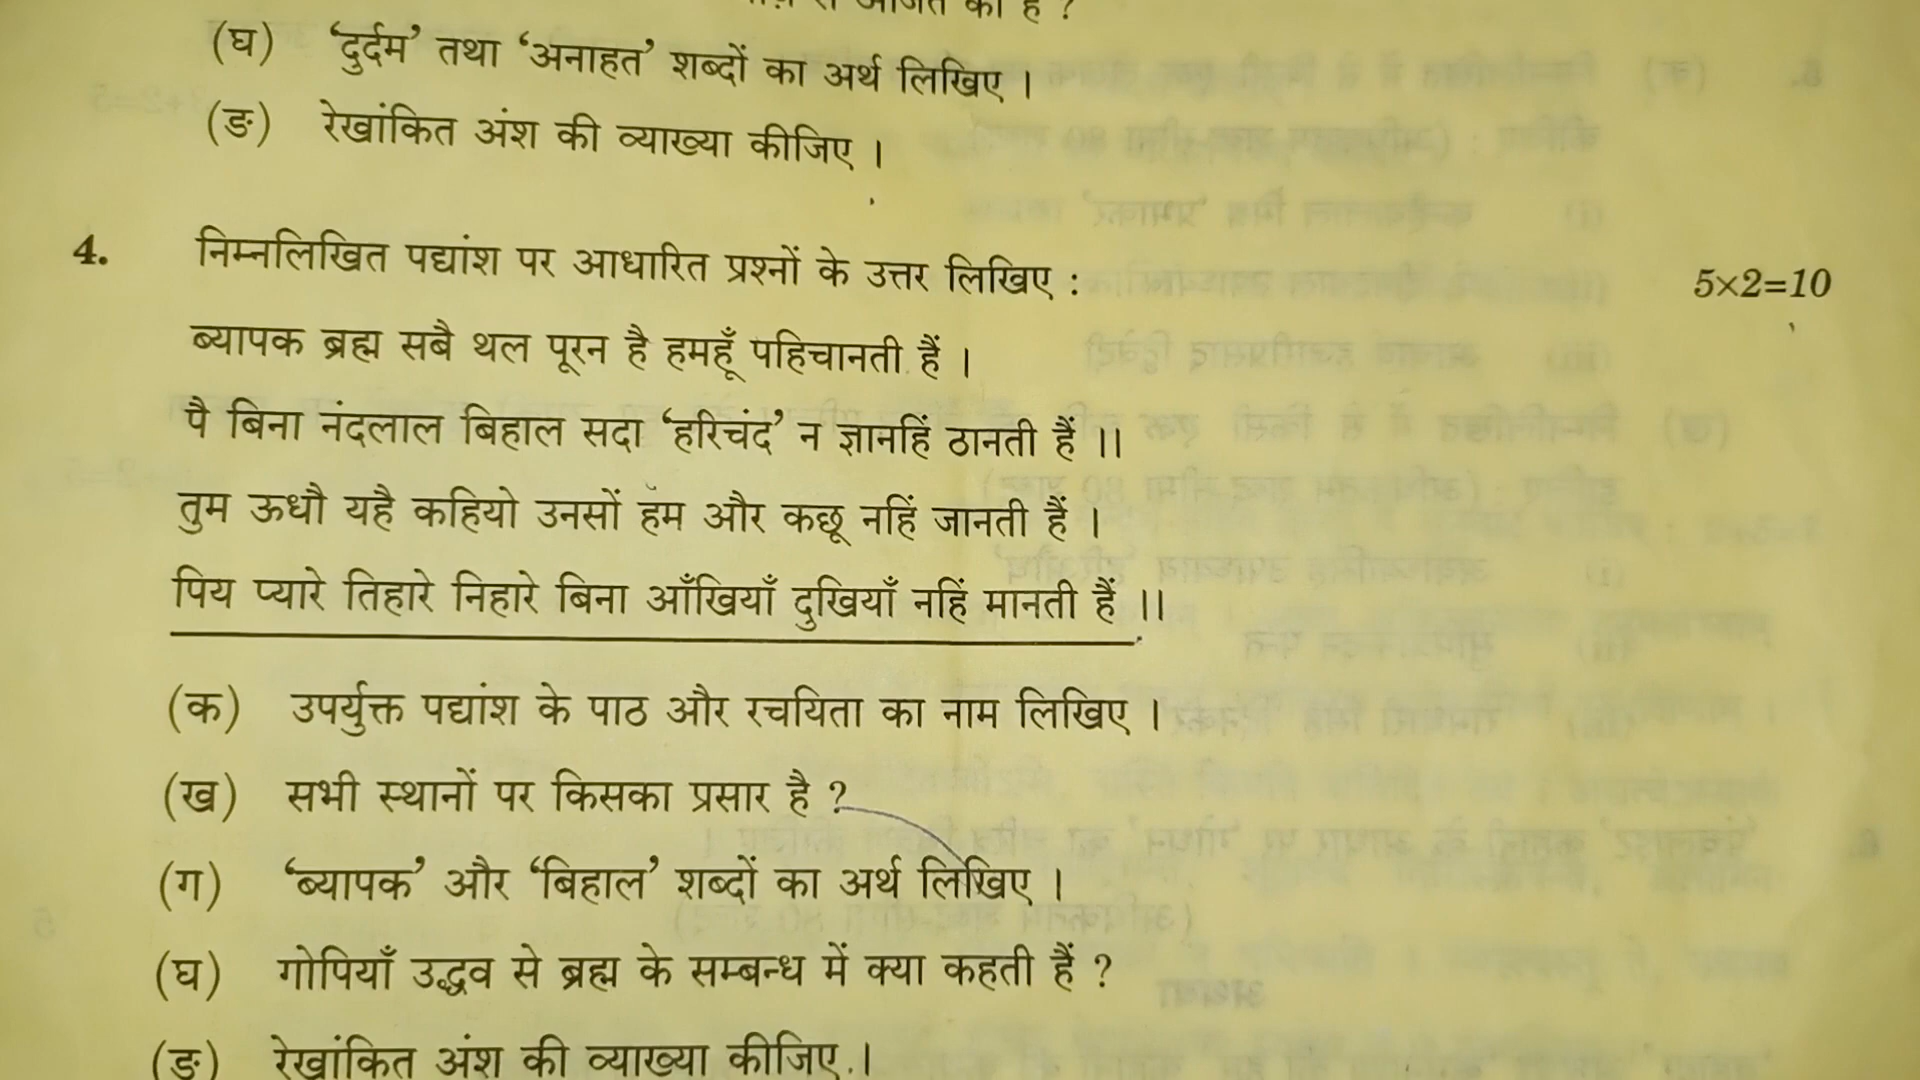 की है ?
(घ) ‘दुर्दम’ तथा ‘अनाहत’ शब्दों का अर्थ लिखिए ।
(ङ) रेखांकित अंश की व्याख्या कीजिए ।
4. निम्नलिखित पद्यांश पर आधारित प्रश्नों के उत्तर लिखिए : 5×2=10
ब्यापक ब्रह्म सबै थल पूरन है हमहूँ पहिचानती हैं ।
पै बिना नंदलाल बिहाल सदा ‘हरिचंद’ न ज्ञानहिं ठानती हैं ।।
तुम ऊधौ यहै कहियो उनसों हम और कछू नहिं जानती हैं ।
पिय प्यारे तिहारे निहारे बिना आँखियाँ दुखियाँ नहिं मानती हैं ।।
(क) उपर्युक्त पद्यांश के पाठ और रचयिता का नाम लिखिए ।
(ख) सभी स्थानों पर किसका प्रसार है ?
(ग) ‘ब्यापक’ और ‘बिहाल’ शब्दों का अर्थ लिखिए ।
(घ) गोपियाँ उद्धव से ब्रह्म के सम्बन्ध में क्या कहती हैं ?
(ङ) रेखांकित अंश की व्याख्या कीजिए ।